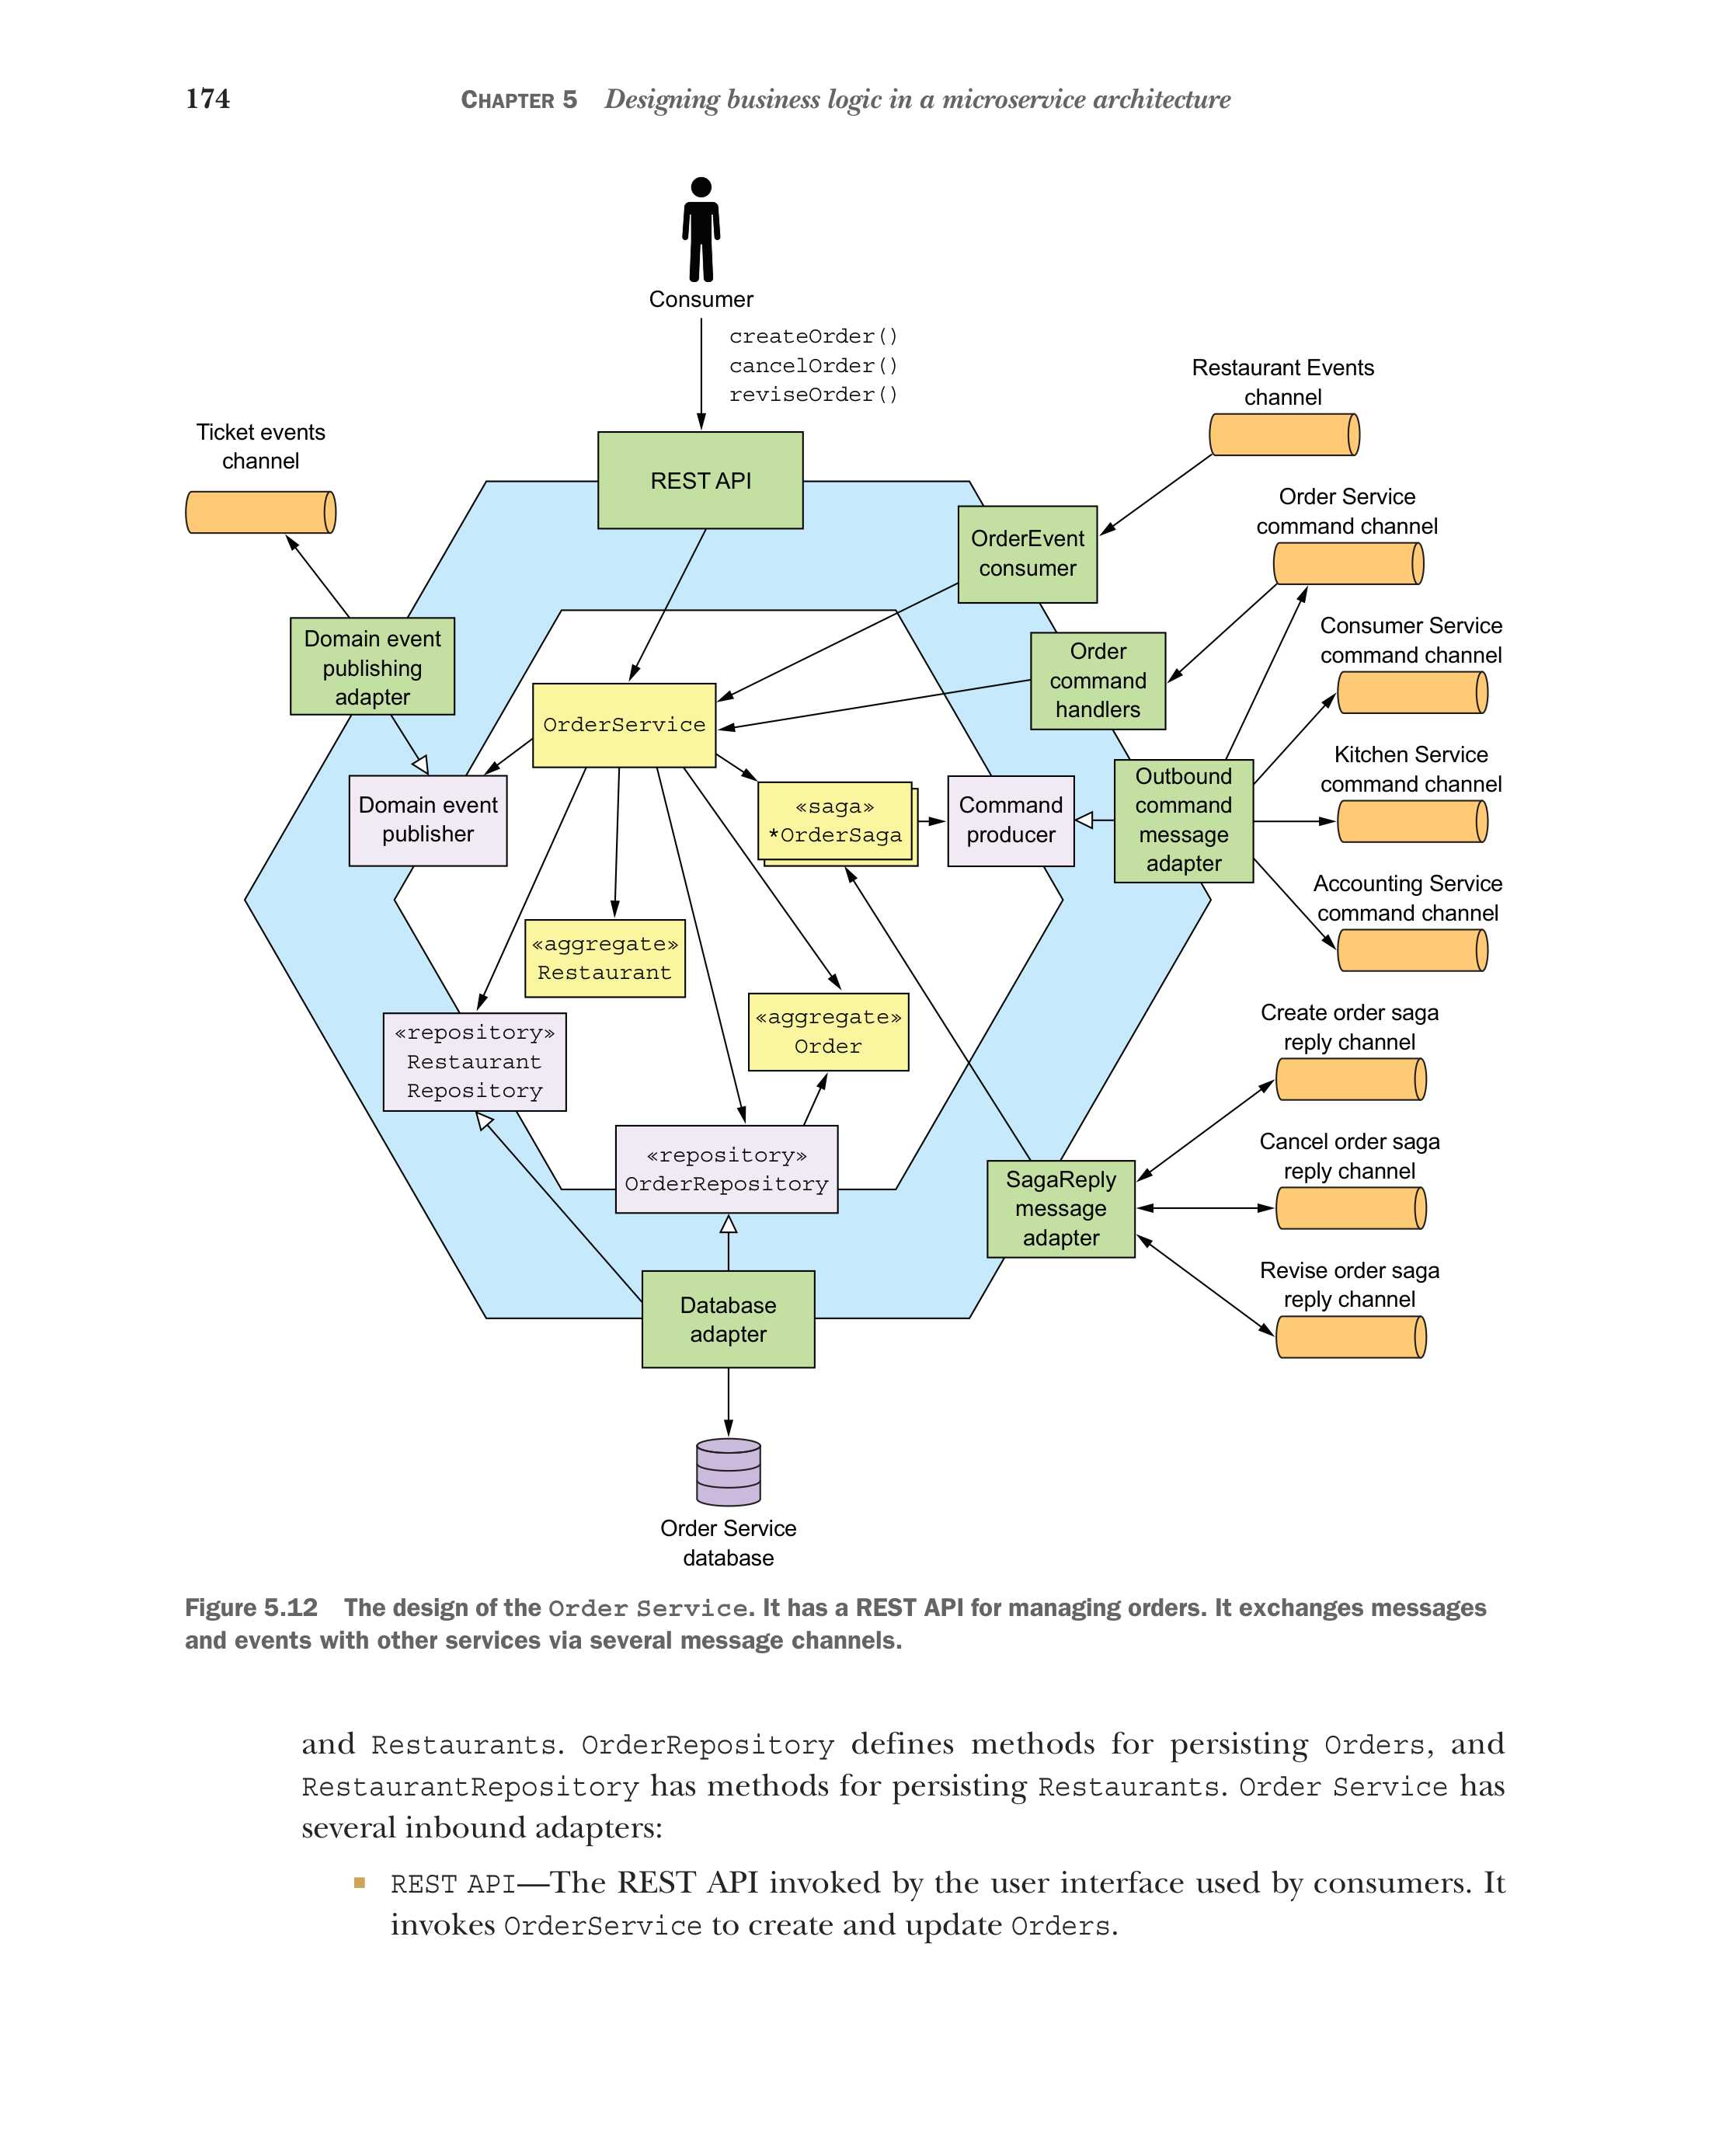 174
CHAPTER 5 Designing business logic in a microservice architecture
Consumer
createOrder()
cancelOrder()
reviseOrder()
Restaurant Events
channel
Ticket events
channel
REST API
Order Service
command channel
OrderEvent
consumer
Domain event
publishing
adapter
Order
command
handlers
Consumer Service
command channel
OrderService
Domain event
publisher
«saga»
*OrderSaga
Command
producer
Outbound
command
message
adapter
Kitchen Service
command channel
Accounting Service
command channel
«aggregate»
Restaurant
«aggregate»
Order
«repository»
Restaurant
Repository
Create order saga
reply channel
«repository»
OrderRepository
SagaReply
message
adapter
Cancel order saga
reply channel
Revise order saga
reply channel
Database
adapter
Order Service
database
Figure 5.12 The design of the Order Service. It has a REST API for managing orders. It exchanges messages
and events with other services via several message channels.
and Restaurants. OrderRepository defines methods for persisting Orders, and
RestaurantRepository has methods for persisting Restaurants. Order Service has
several inbound adapters:
■ REST API—The REST API invoked by the user interface used by consumers. It
invokes OrderService to create and update Orders.